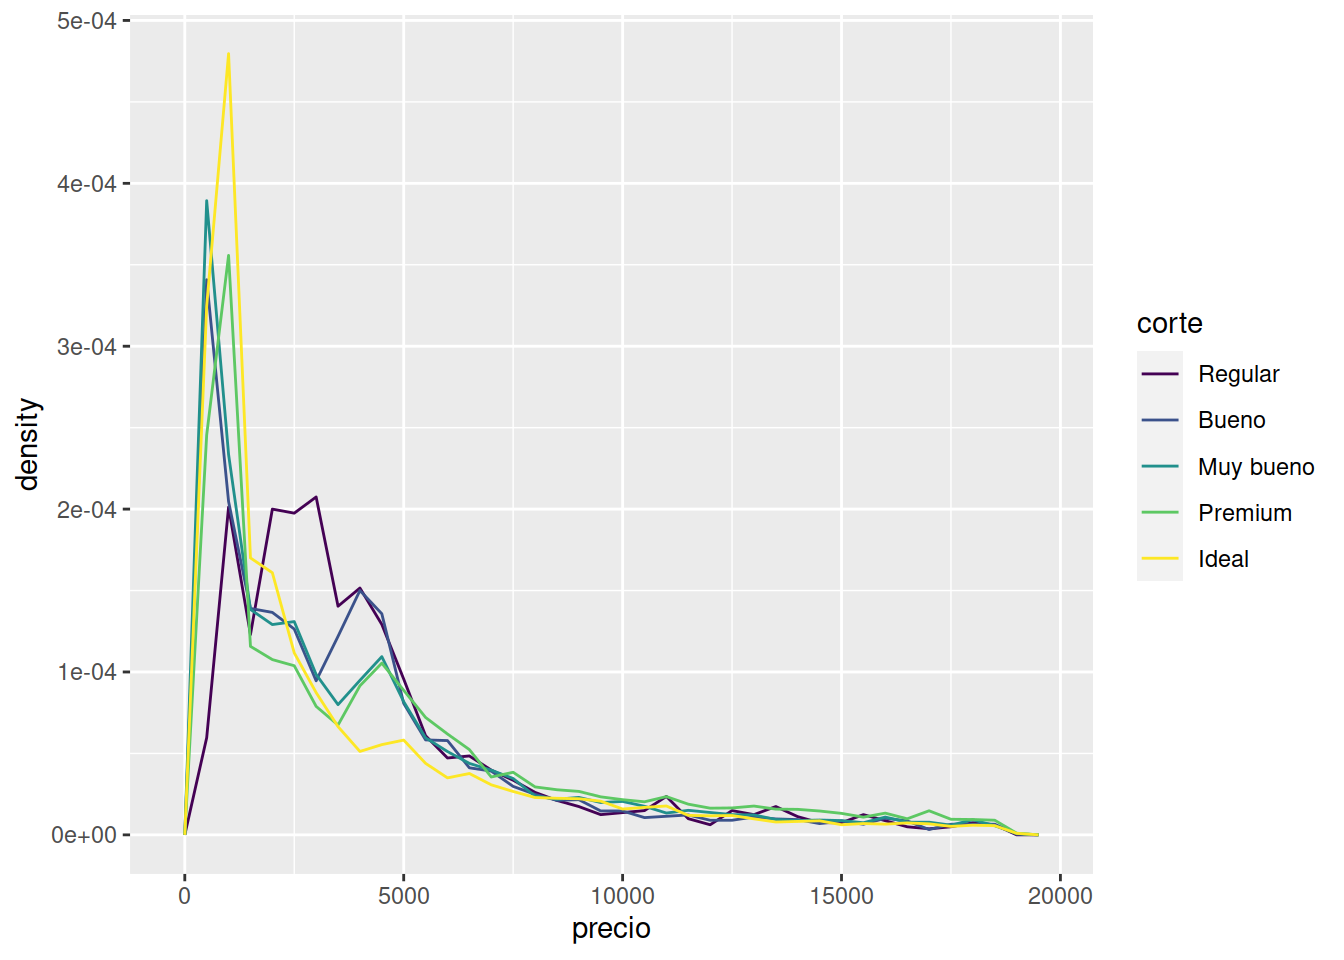 5e-04
4e-04
3e-04
2e-04
1e-04
0e+00
density
0 5000 10000 15000 20000
precio
corte
Regular
Bueno
Muy bueno
Premium
Ideal